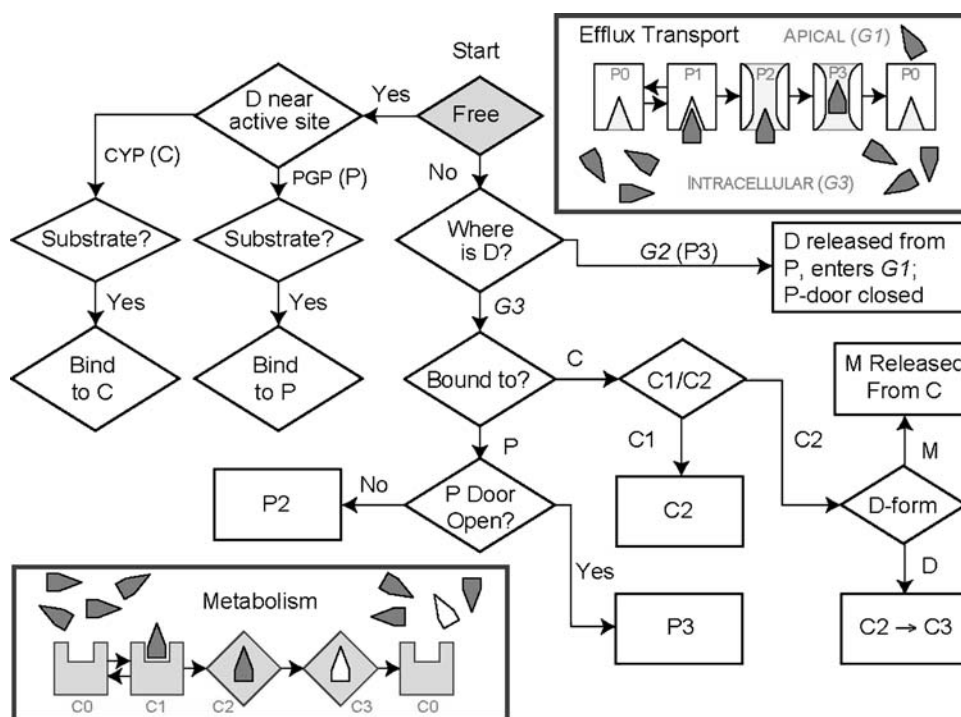 Start
Free
Yes
D near
active site
CYP (C)
PGP (P)
Substrate?
Substrate?
Yes
Yes
Bind
to C
Bind
to P
No
Where
is D?
G2 (P3)
D released from
P, enters G1;
P-door closed
G3
Bound to?
C
C1/C2
C1
C2
C2
M Released
From C
M
D-form
D
C2 → C3
P
P Door
Open?
No
P2
Yes
P3
Efflux Transport
APICAL (G1)
P0
P1
P2
P3
P0
INTRACELLULAR (G3)
Metabolism
C0
C1
C2
C3
C0